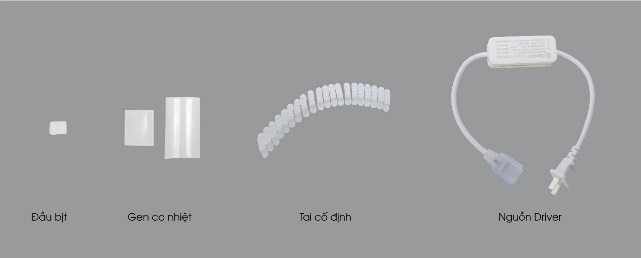 Đầu bịt
Gen co nhiệt
Tai cố định
Nguồn Driver